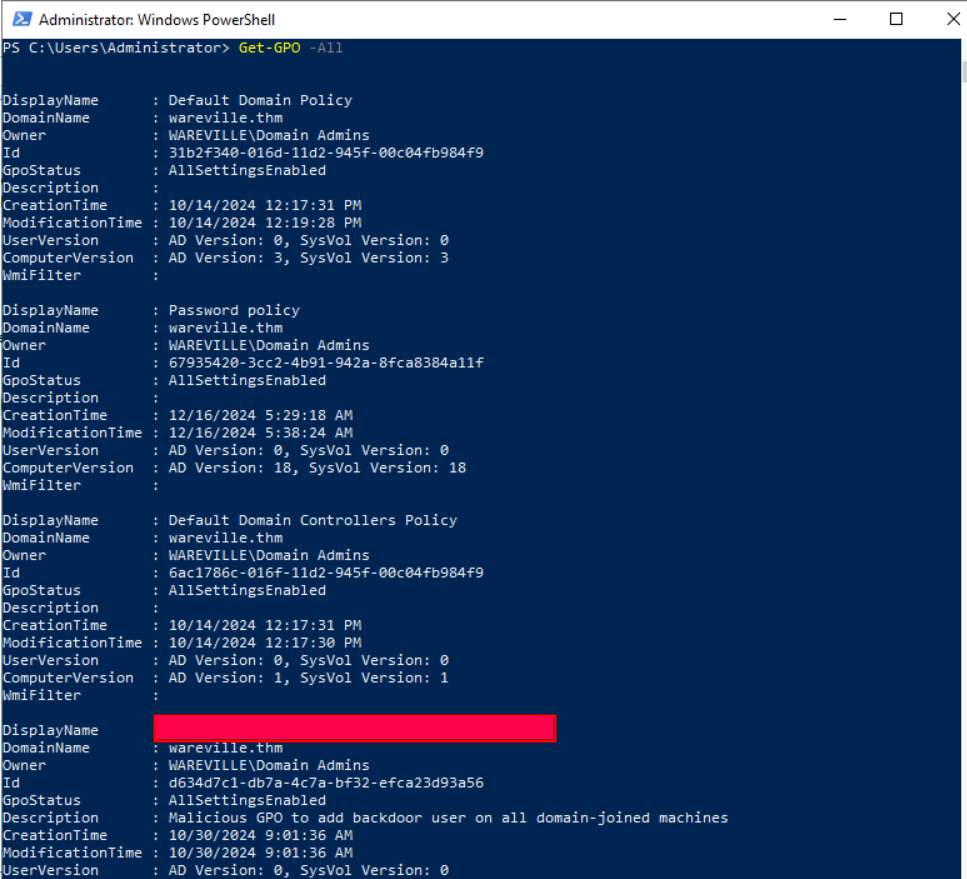 Administrator: Windows PowerShell
PS C:\Users\Administrator> Get-GPO -All
DisplayName : Default Domain Policy
DomainName : wareville.thm
Owner : WAREVILLE\Domain Admins
Id : 31b2f340-016d-11d2-945f-00c04fb984f9
GpoStatus : AllSettingsEnabled
Description :
CreationTime : 10/14/2024 12:17:31 PM
ModificationTime : 10/14/2024 12:19:28 PM
UserVersion : AD Version: 0, SysVol Version: 0
ComputerVersion : AD Version: 3, SysVol Version: 3
WmiFilter :
DisplayName : Password policy
DomainName : wareville.thm
Owner : WAREVILLE\Domain Admins
Id : 67935420-3cc2-4b91-942a-8fca8384a11f
GpoStatus : AllSettingsEnabled
Description :
CreationTime : 12/16/2024 5:29:18 AM
ModificationTime : 12/16/2024 5:38:24 AM
UserVersion : AD Version: 0, SysVol Version: 0
ComputerVersion : AD Version: 18, SysVol Version: 18
WmiFilter :
DisplayName : Default Domain Controllers Policy
DomainName : wareville.thm
Owner : WAREVILLE\Domain Admins
Id : 6ac1786c-016f-11d2-945f-00c04fb984f9
GpoStatus : AllSettingsEnabled
Description :
CreationTime : 10/14/2024 12:17:31 PM
ModificationTime : 10/14/2024 12:17:30 PM
UserVersion : AD Version: 0, SysVol Version: 0
ComputerVersion : AD Version: 1, SysVol Version: 1
WmiFilter :
DisplayName
DomainName : wareville.thm
Owner : WAREVILLE\Domain Admins
Id : d634d7c1-db7a-4c7a-bf32-efca23d93a56
GpoStatus : AllSettingsEnabled
Description : Malicious GPO to add backdoor user on all domain-joined machines
CreationTime : 10/30/2024 9:01:36 AM
ModificationTime : 10/30/2024 9:01:36 AM
UserVersion : AD Version: 0, SysVol Version: 0